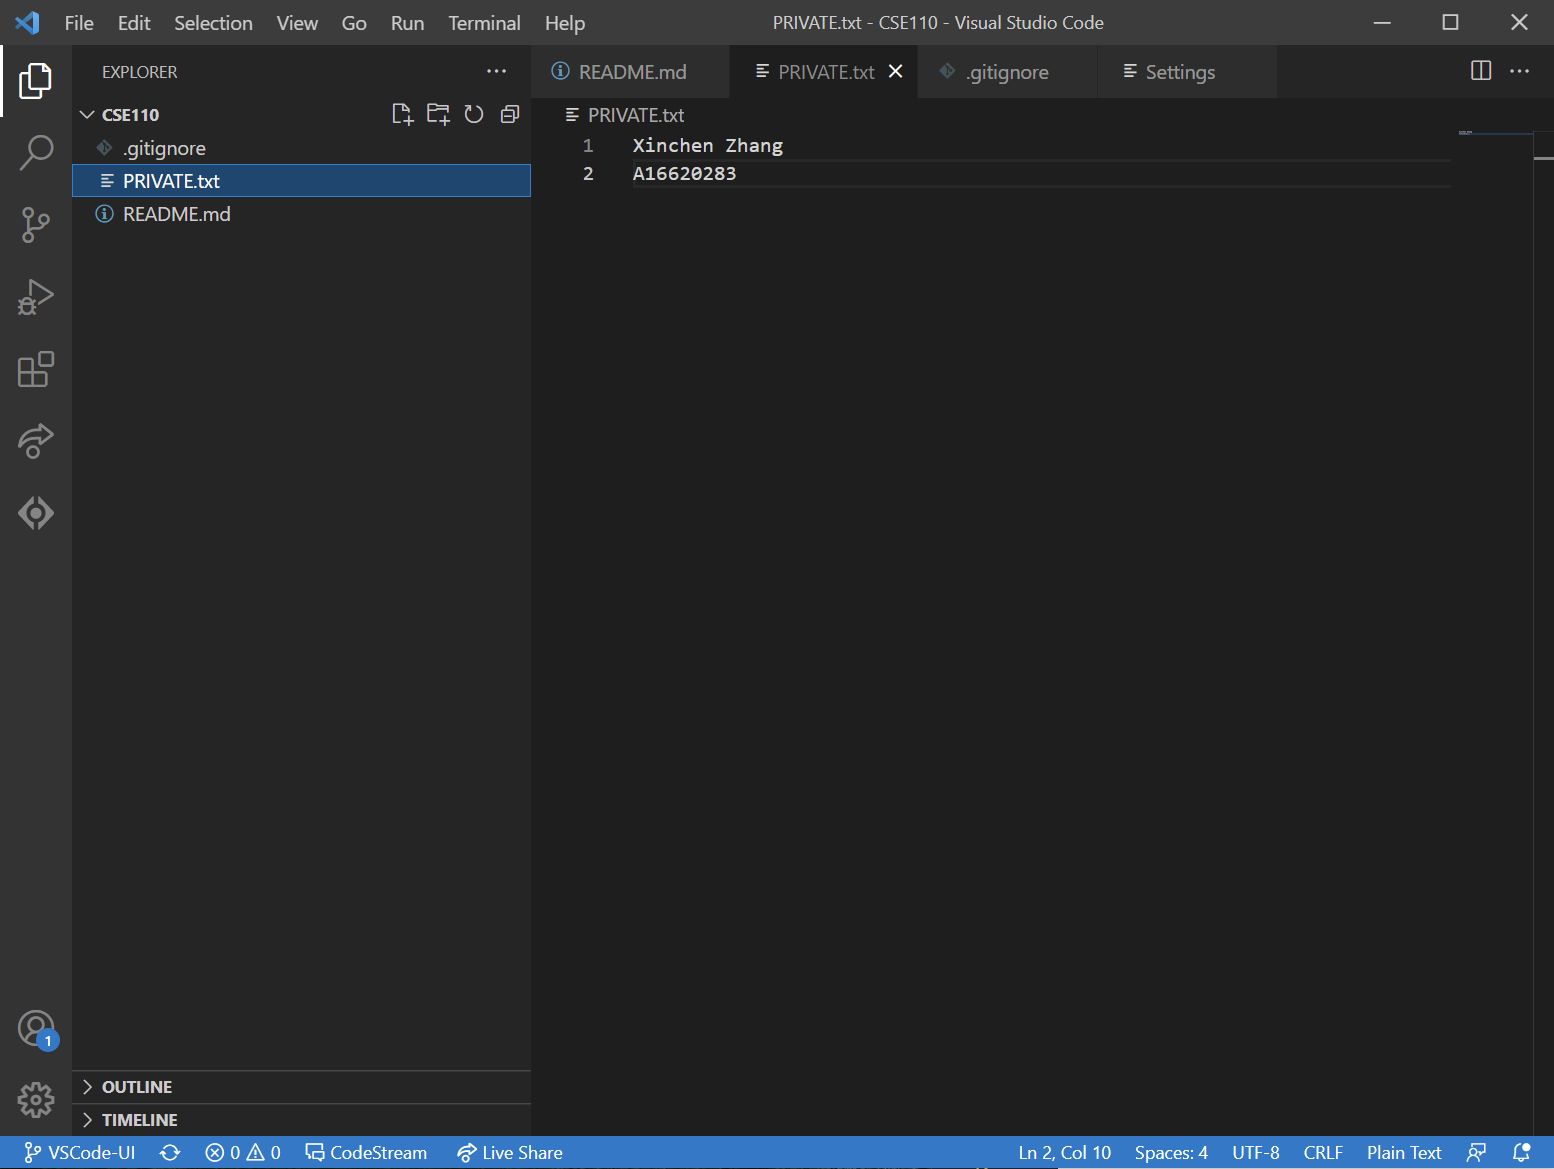 File Edit Selection View Go Run Terminal Help
PRIVATE.txt - CSE110 - Visual Studio Code
EXPLORER
CSE110
.gitignore
PRIVATE.txt
README.md
README.md
PRIVATE.txt
.gitignore
Settings
PRIVATE.txt
1 Xinchen Zhang
2 A16620283
1
OUTLINE
TIMELINE
VSCode-UI 0 0 CodeStream Live Share Ln 2, Col 10 Spaces: 4 UTF-8 CRLF Plain Text